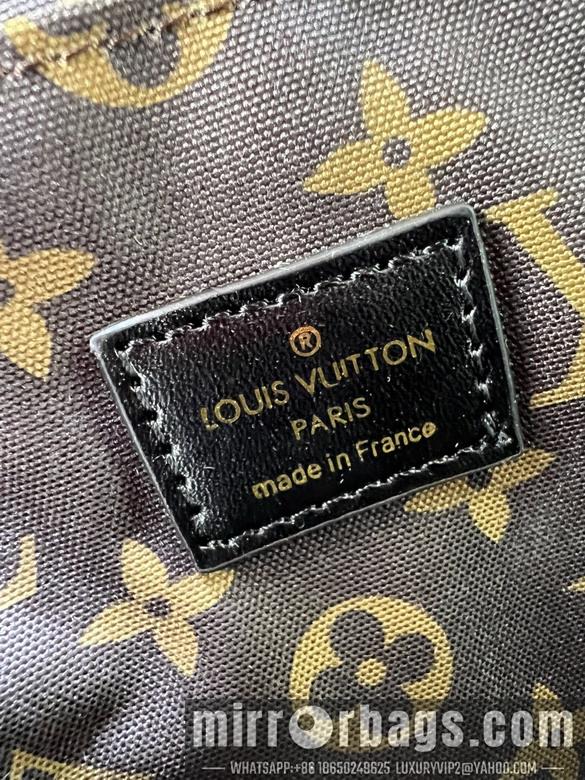 ®
LOUIS VUITTON
PARIS
made in France
mirrorbags.com
— WHATSAPP:+86 18650249625 LUXURYVIP2@YAHOO.COM —